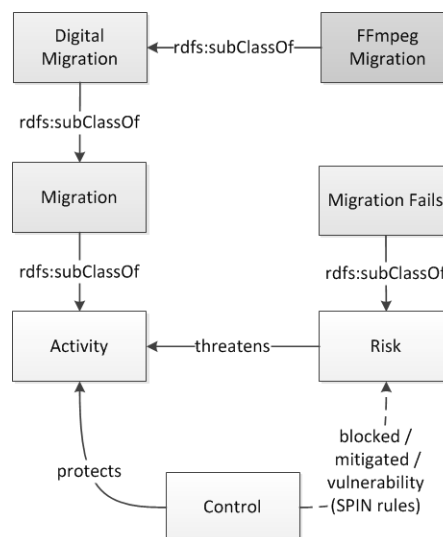 Digital
Migration
rdfs:subClassOf
FFmpeg
Migration
rdfs:subClassOf
Migration
Migration Fails
rdfs:subClassOf
rdfs:subClassOf
Activity
threatens
Risk
protects
blocked /
mitigated /
vulnerability
(SPIN rules)
Control